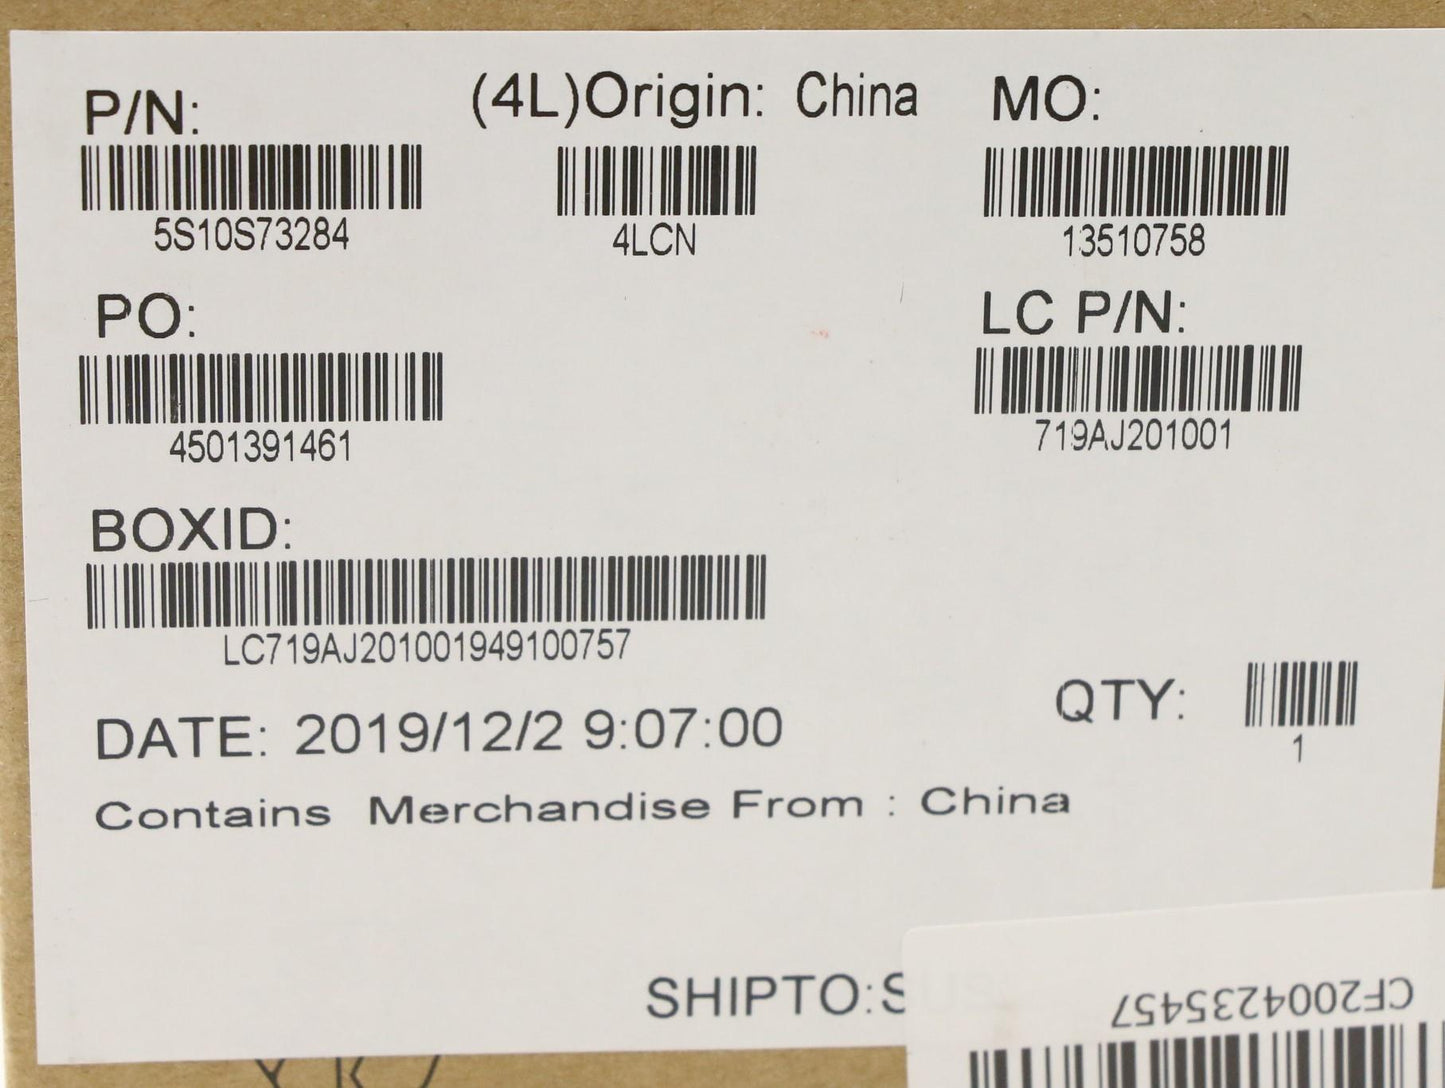 P/N: (4L)Origin: China MO:
5S10S73284 4LCN 13510758
PO: LC P/N:
4501391461 719AJ201001
BOXID:
LC719AJ201001949100757
QTY:
1
DATE: 2019/12/2 9:07:00
Contains Merchandise From : China
SHIPTO:
CF2004235457